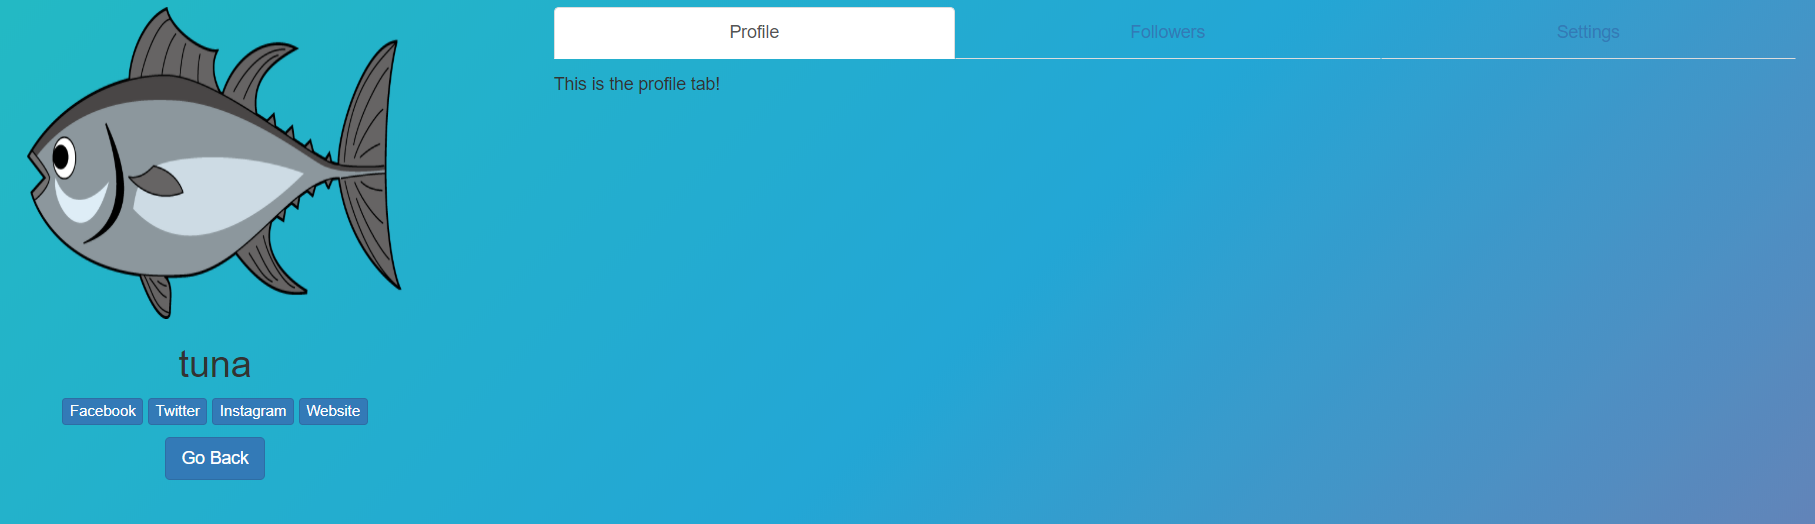 Profile Followers Settings
This is the profile tab!
tuna
Facebook Twitter Instagram Website
Go Back